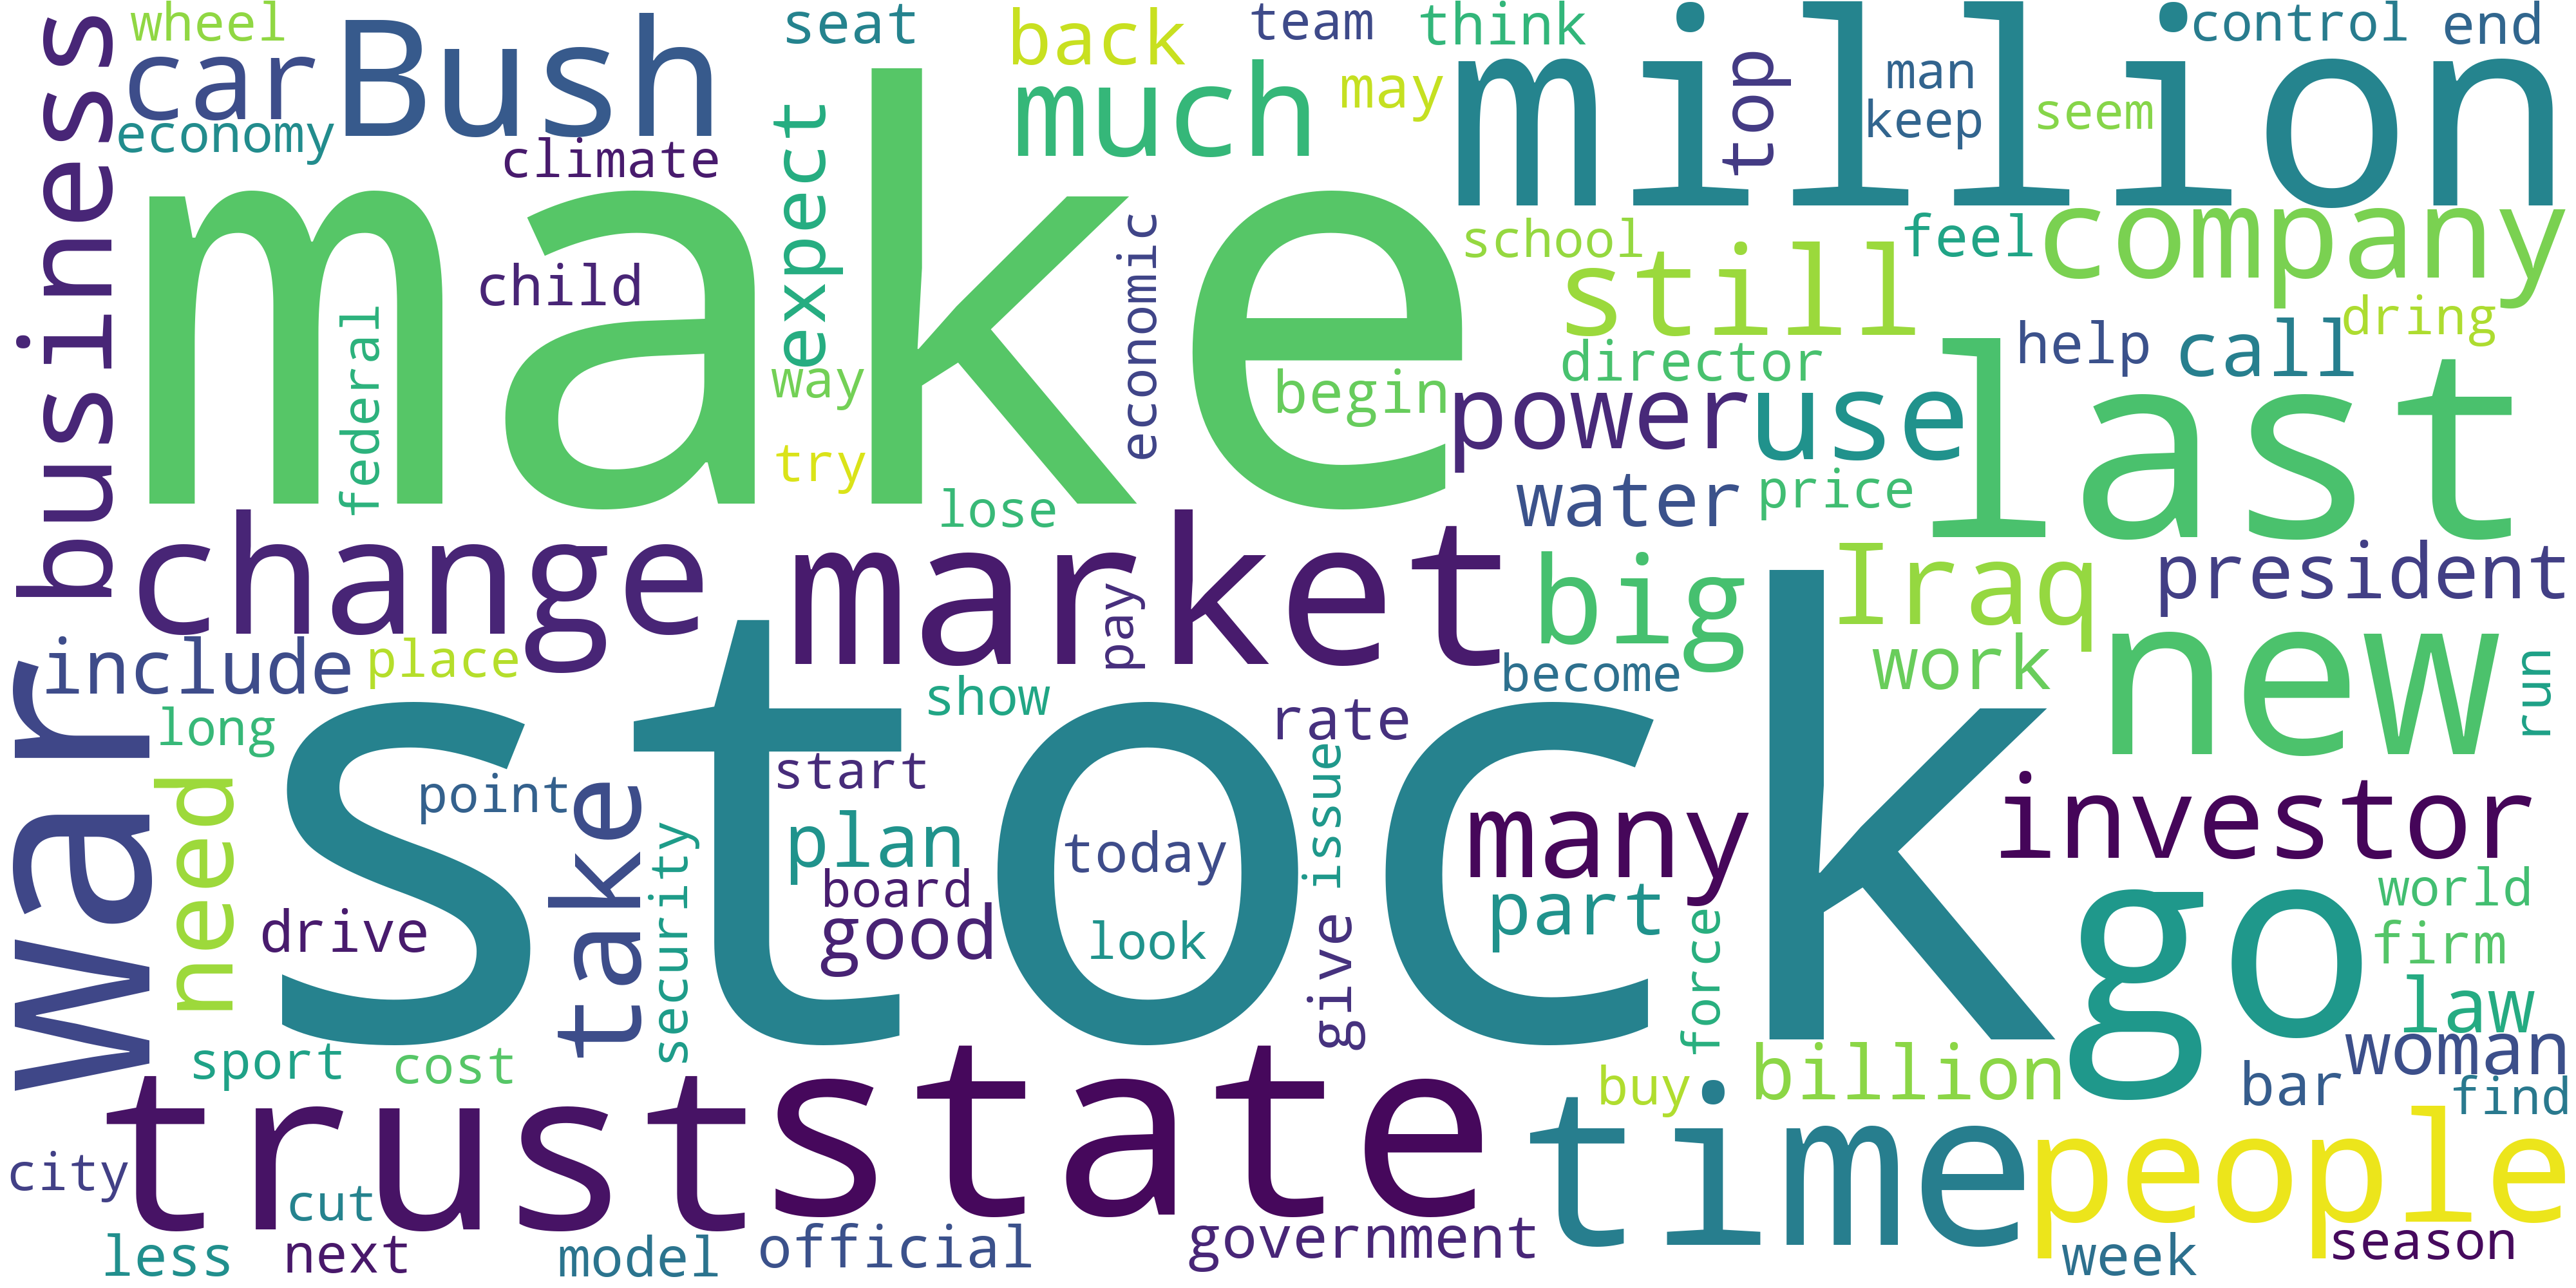 wheel
seat
back
team
think
control
end
car
Bush
million
man
top
may
much
keep
seem
economy
climate
business
make
expect
economic
school
feel
company
still
child
federal
way
begin
director
help
call
dring
try
power
use
last
lose
water
price
change
market
pay
big
Iraq
president
include
place
become
work
new
run
war
long
show
rate
stock
need
point
take
start
issue
many
investor
security
plan
today
board
good
look
give
part
force
go
world
drive
firm
law
sport
cost
woman
buy
billion
bar
find
trust
state
time
people
city
cut
less
next
model
official
government
week
season